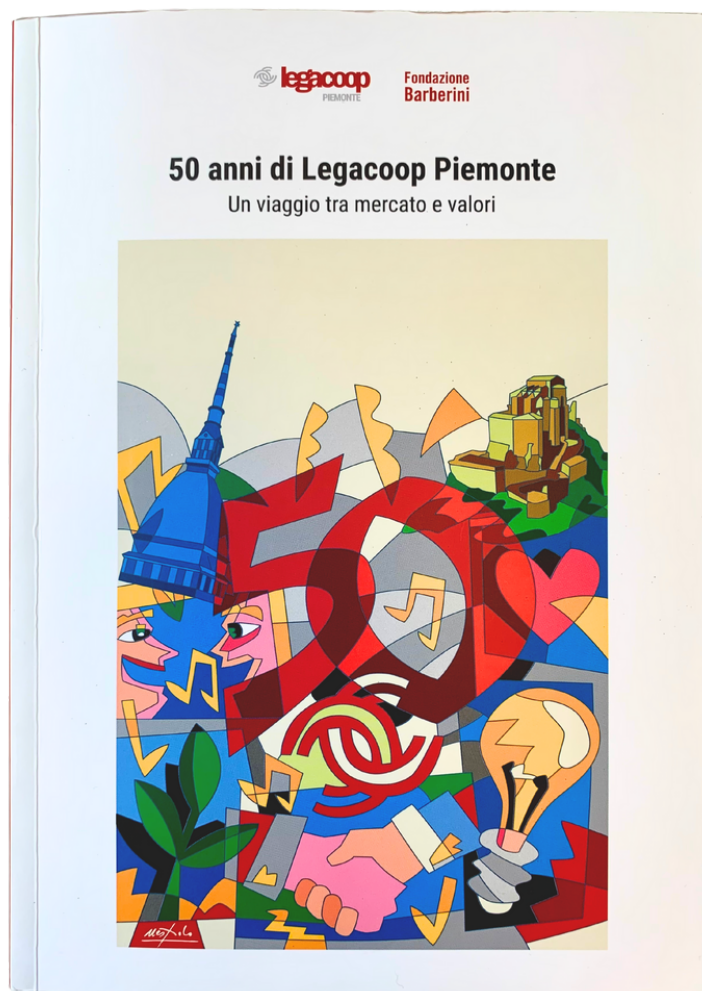 legacoop
PIEMONTE
Fondazione
Barberini
50 anni di Legacoop Piemonte
Un viaggio tra mercato e valori
50